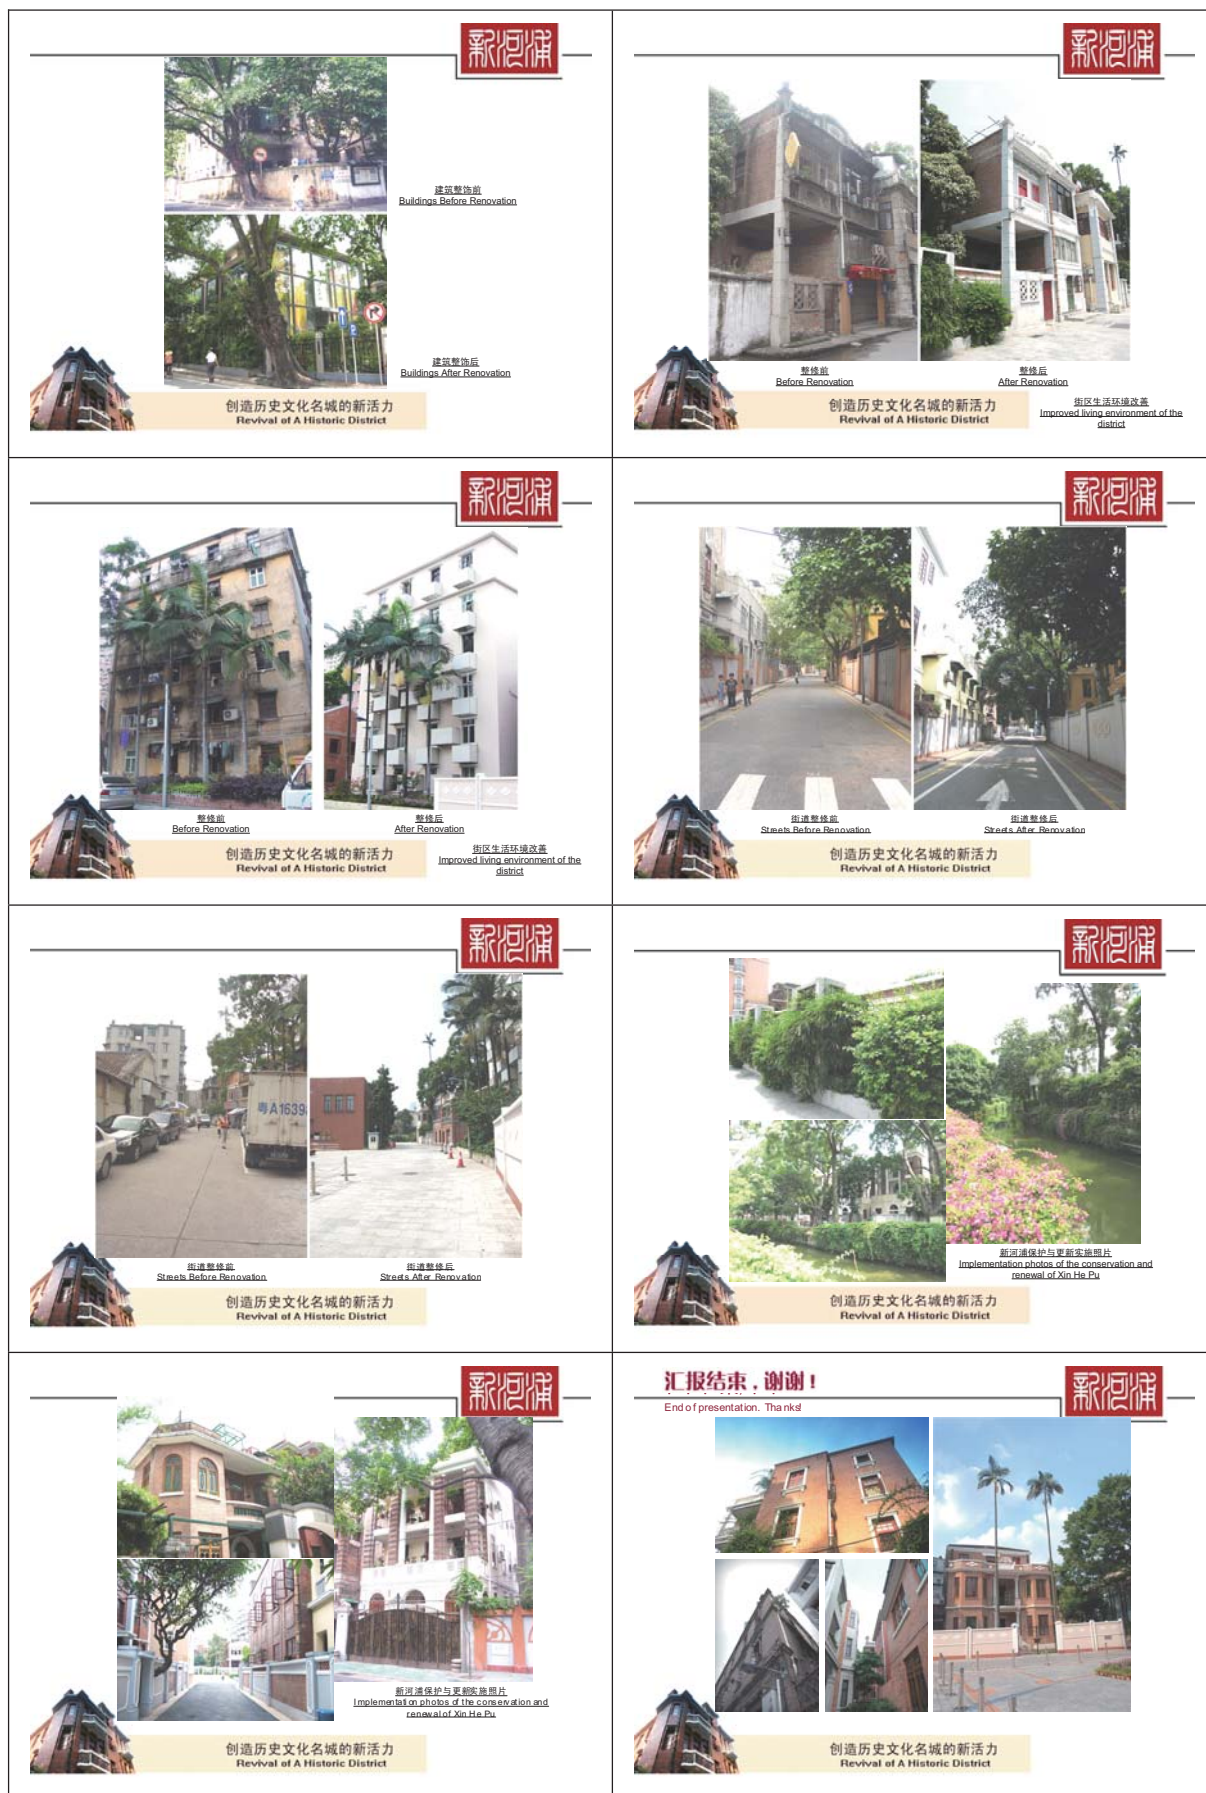 新河浦
建筑整饰前
Buildings Before Renovation
建筑整饰后
Buildings After Renovation
创造历史文化名城的新活力
Revival of A Historic District
新河浦
整修前
Before Renovation
整修后
After Renovation
创造历史文化名城的新活力
Revival of A Historic District
街区生活环境改善
Improved living environment of the
district
新河浦
整修前
Before Renovation
整修后
After Renovation
创造历史文化名城的新活力
Revival of A Historic District
街区生活环境改善
Improved living environment of the
district
新河浦
街道整修前
Streets Before Renovation
街道整修后
Streets After Renovation
创造历史文化名城的新活力
Revival of A Historic District
新河浦
粤A1639
街道整修前
Streets Before Renovation
街道整修后
Streets After Renovation
创造历史文化名城的新活力
Revival of A Historic District
新河浦
新河浦保护与更新实施照片
Implementation photos of the conservation and
renewal of Xin He Pu
创造历史文化名城的新活力
Revival of A Historic District
新河浦
新河浦保护与更新实施照片
Implementation photos of the conservation and
renewal of Xin He Pu
创造历史文化名城的新活力
Revival of A Historic District
汇报结束，谢谢！
End of presentation. Thanks!
新河浦
创造历史文化名城的新活力
Revival of A Historic District